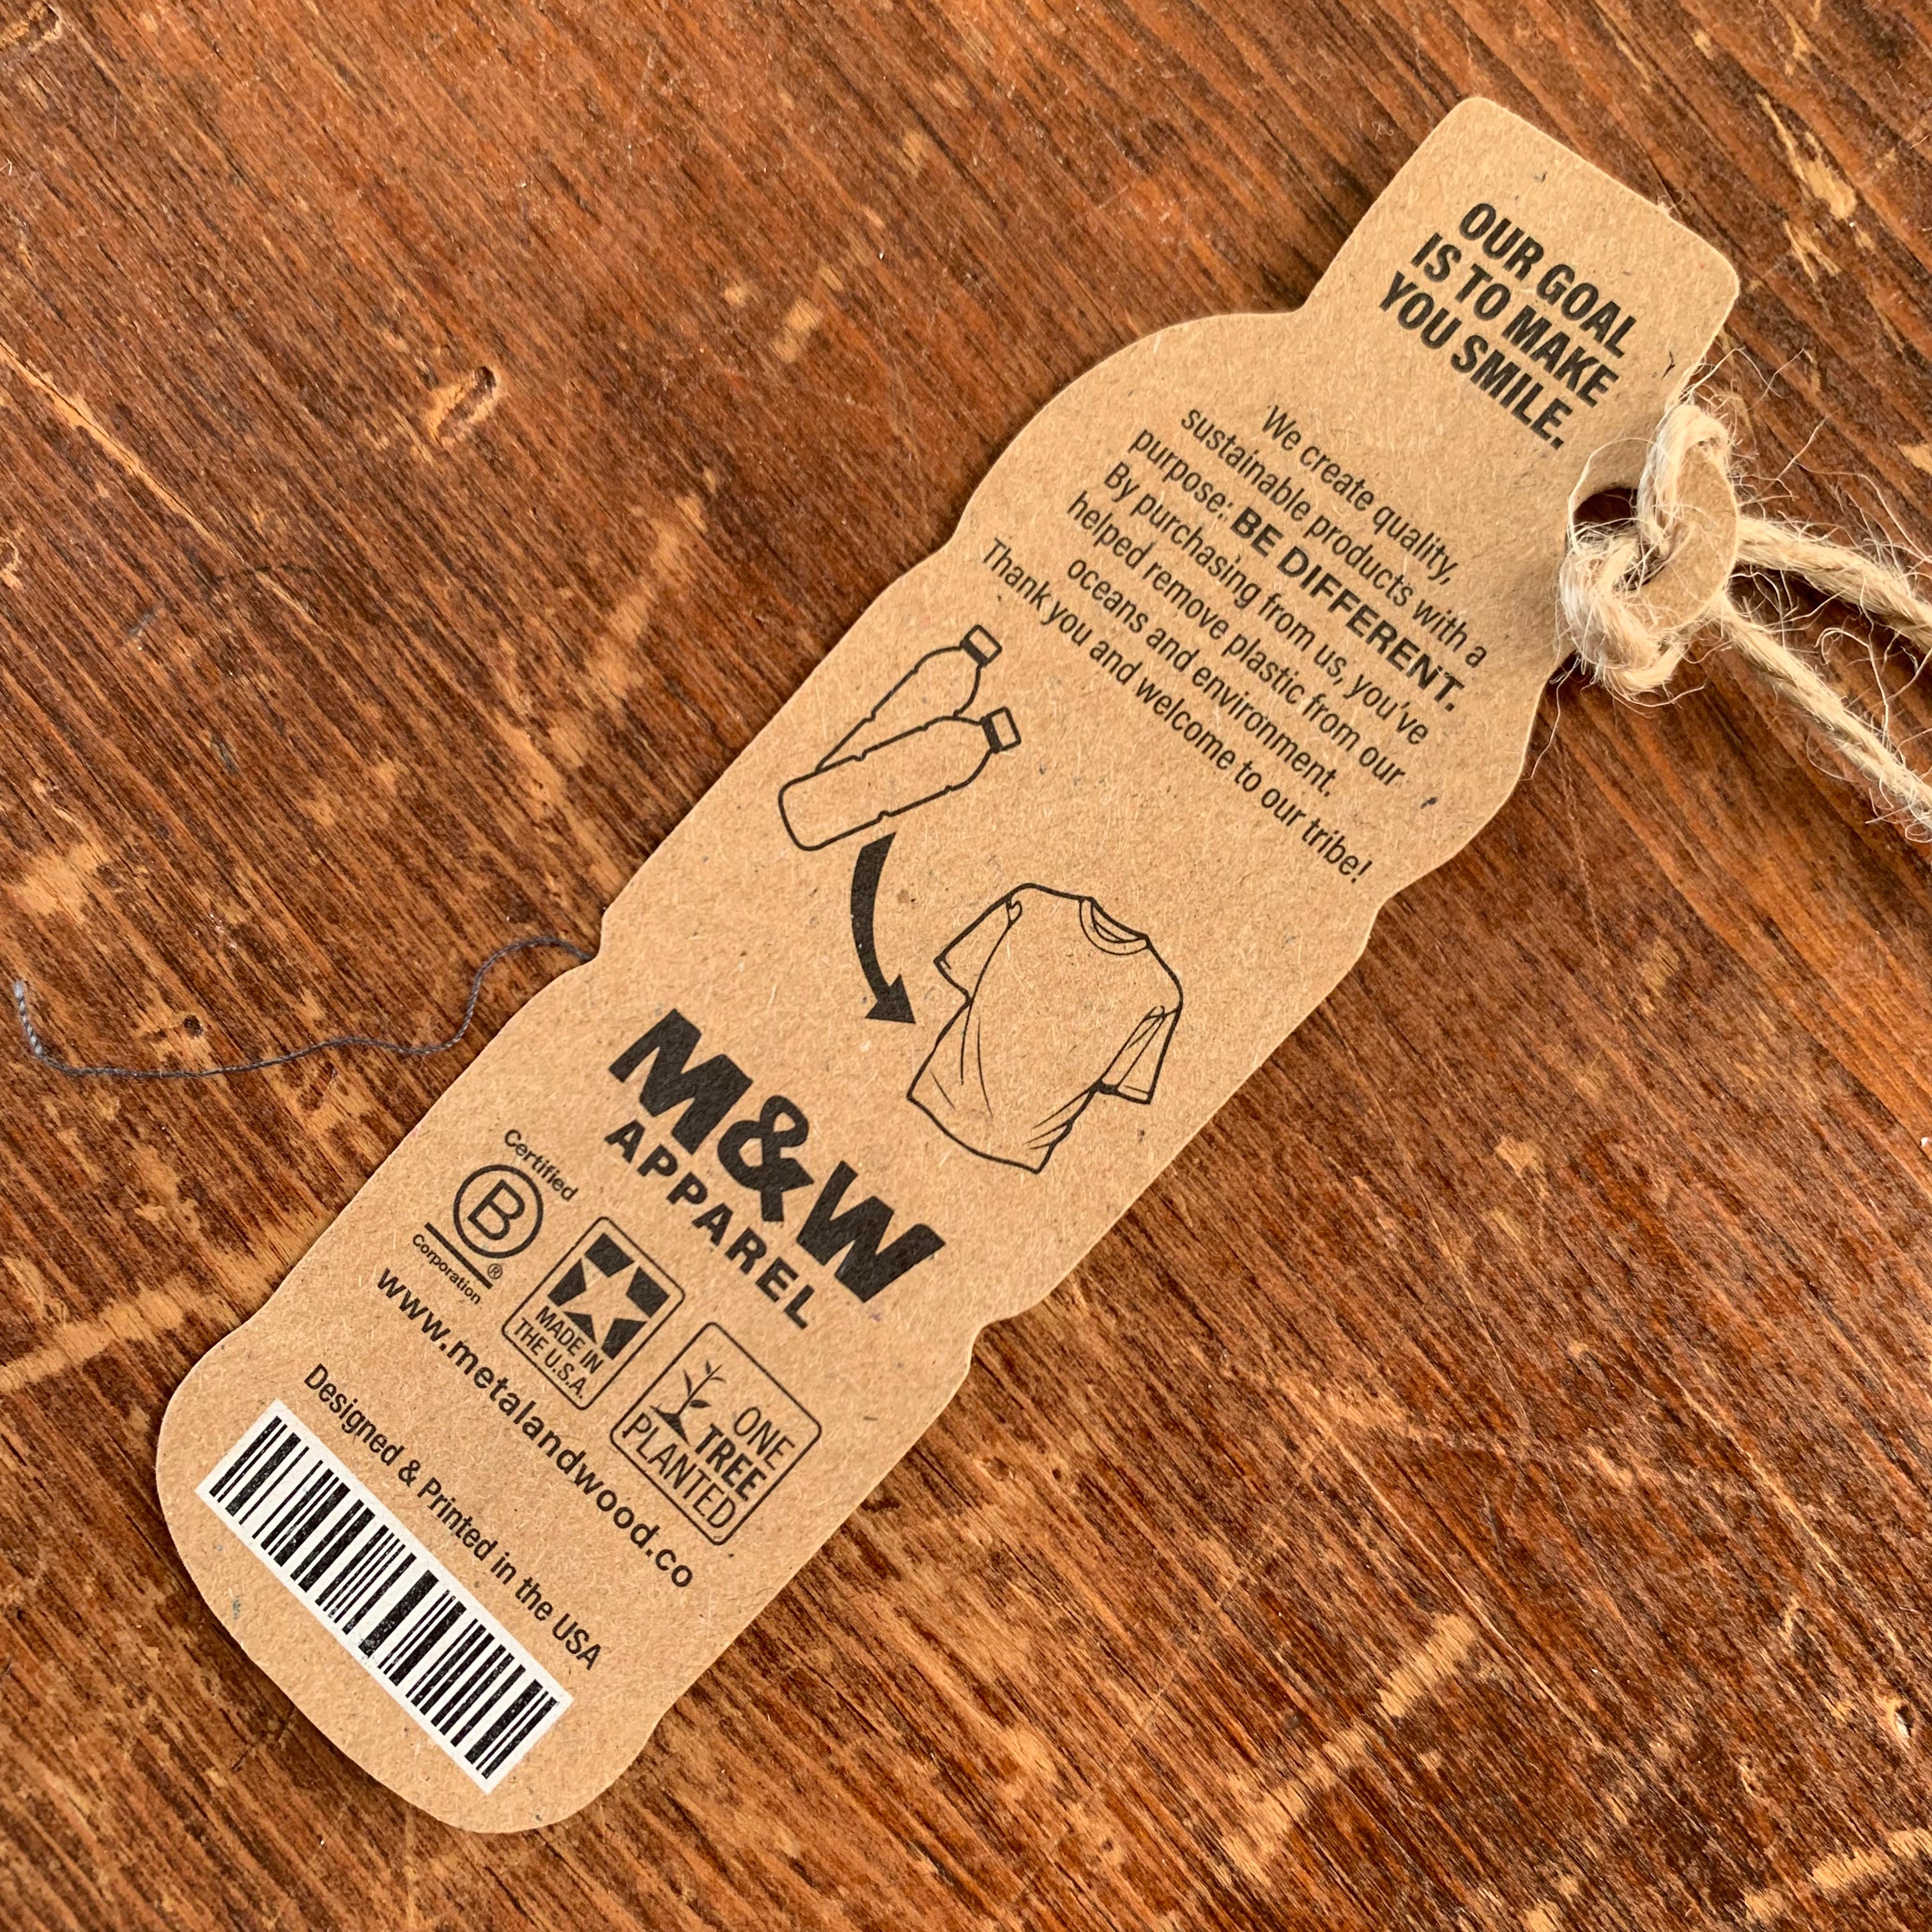 OUR GOAL
IS TO MAKE
YOU SMILE.
We create quality,
sustainable products with a
purpose: BE DIFFERENT.
By purchasing from us, you've
helped remove plastic from our
oceans and environment.
Thank you and welcome to our tribe!
M&W
APPAREL
Certified
B
®
Corporation
MADE IN
THE U.S.A.
ONE
TREE
PLANTED
www.metalandwood.co
Designed & Printed in the USA